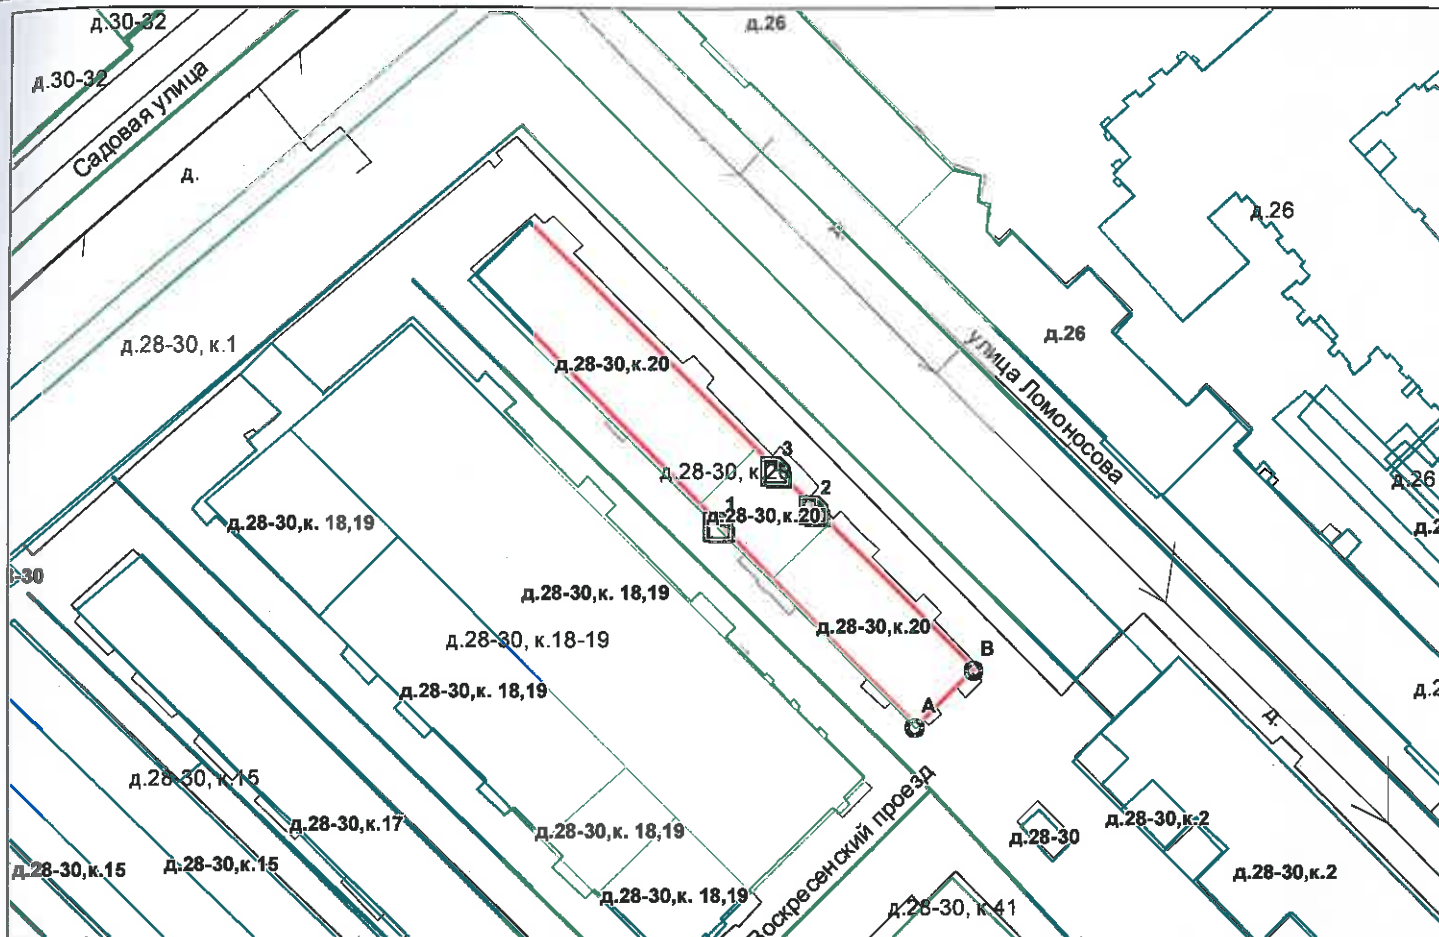 д.30-32
д.26
д.30-32
Садовая улица
д.
д.26
д.28-30, к.1
д.26
улица Ломоносова
д.28-30,к.20
3
д.28-30, к.20
2
1
д.28-30,к.20
д.26
д.28-30,к. 18,19
д.28-30,к. 18,19
д.28-30,к.20
д.28-30, к.18-19
B
д.28-30,к. 18,19
A
д.
д.28-30, к.15
Воскресенский проезд
д.28-30,к.17
д.28-30,к. 18,19
д.28-30
д.28-30,к.2
д.28-30,к.15
д.28-30,к.15
д.28-30,к.2
д.28-30,к. 18,19
д.28-30, к.41